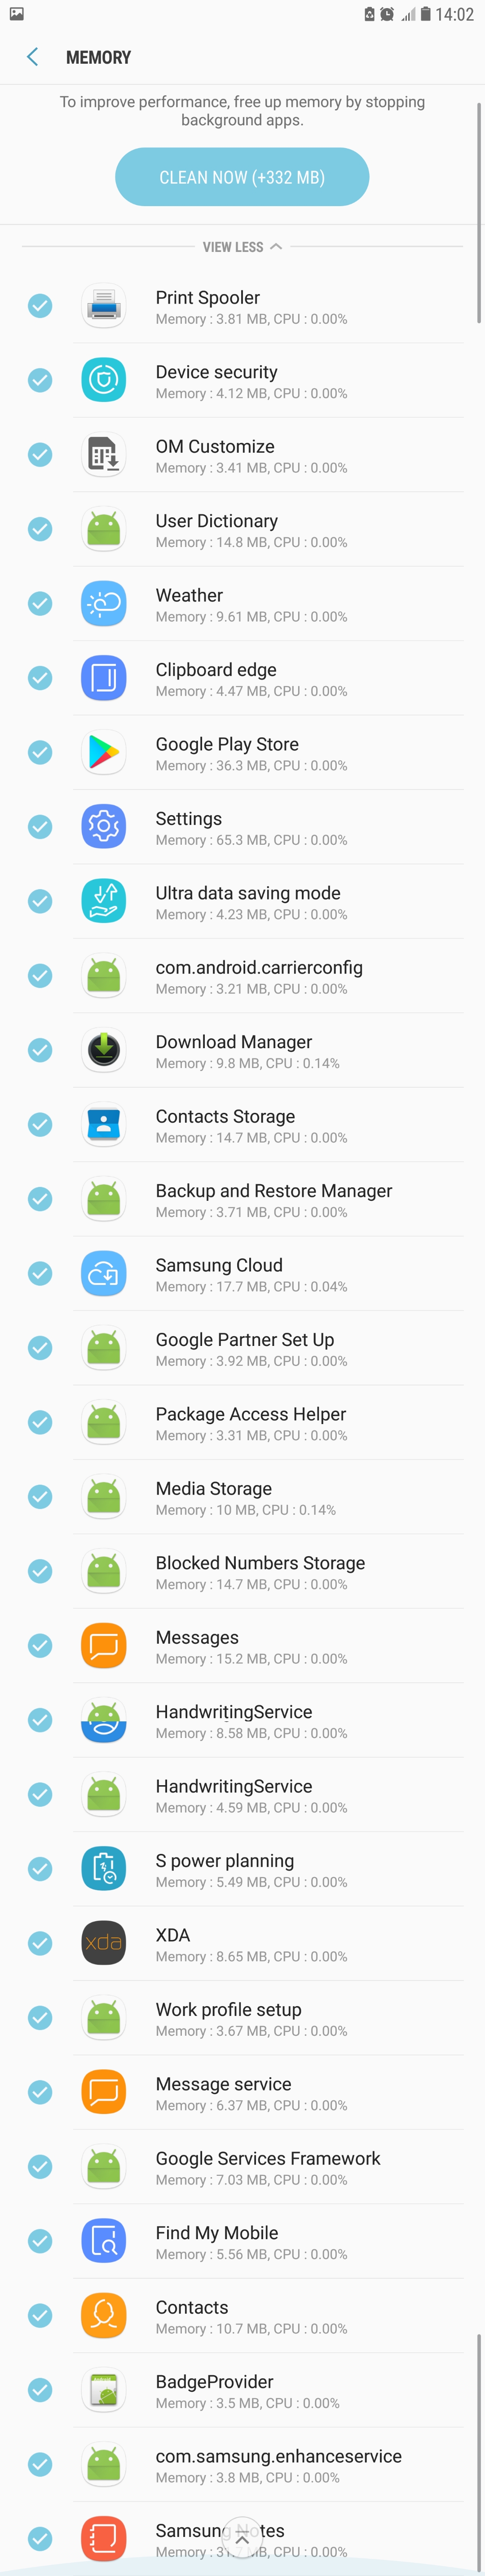 14:02
MEMORY
To improve performance, free up memory by stopping
background apps.
CLEAN NOW (+332 MB)
VIEW LESS
Print Spooler
Memory : 3.81 MB, CPU : 0.00%
Device security
Memory : 4.12 MB, CPU : 0.00%
OM Customize
Memory : 3.41 MB, CPU : 0.00%
User Dictionary
Memory : 14.8 MB, CPU : 0.00%
Weather
Memory : 9.61 MB, CPU : 0.00%
Clipboard edge
Memory : 4.47 MB, CPU : 0.00%
Google Play Store
Memory : 36.3 MB, CPU : 0.00%
Settings
Memory : 65.3 MB, CPU : 0.00%
Ultra data saving mode
Memory : 4.23 MB, CPU : 0.00%
com.android.carrierconfig
Memory : 3.21 MB, CPU : 0.00%
Download Manager
Memory : 9.8 MB, CPU : 0.14%
Contacts Storage
Memory : 14.7 MB, CPU : 0.00%
Backup and Restore Manager
Memory : 3.71 MB, CPU : 0.00%
Samsung Cloud
Memory : 17.7 MB, CPU : 0.04%
Google Partner Set Up
Memory : 3.92 MB, CPU : 0.00%
Package Access Helper
Memory : 3.31 MB, CPU : 0.00%
Media Storage
Memory : 10 MB, CPU : 0.14%
Blocked Numbers Storage
Memory : 14.7 MB, CPU : 0.00%
Messages
Memory : 15.2 MB, CPU : 0.00%
HandwritingService
Memory : 8.58 MB, CPU : 0.00%
HandwritingService
Memory : 4.59 MB, CPU : 0.00%
S power planning
Memory : 5.49 MB, CPU : 0.00%
xda XDA
Memory : 8.65 MB, CPU : 0.00%
Work profile setup
Memory : 3.67 MB, CPU : 0.00%
Message service
Memory : 6.37 MB, CPU : 0.00%
Google Services Framework
Memory : 7.03 MB, CPU : 0.00%
Find My Mobile
Memory : 5.56 MB, CPU : 0.00%
Contacts
Memory : 10.7 MB, CPU : 0.00%
BadgeProvider
Memory : 3.5 MB, CPU : 0.00%
com.samsung.enhanceservice
Memory : 3.8 MB, CPU : 0.00%
Samsung Notes
Memory : MB, CPU : 0.00%